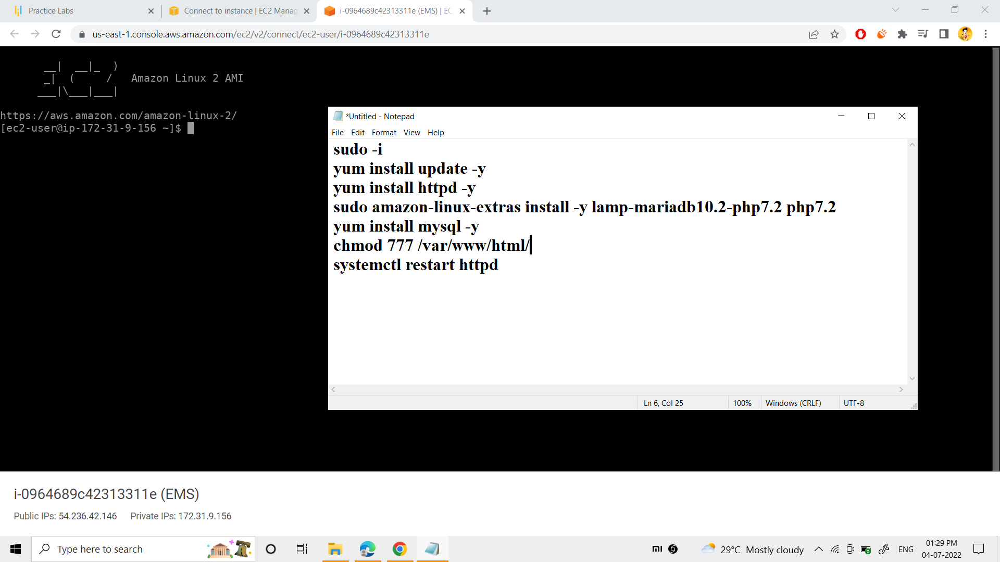 Practice Labs
Connect to instance | EC2 Manag
i-0964689c42313311e (EMS) | EC
us-east-1.console.aws.amazon.com/ec2/v2/connect/ec2-user/i-0964689c42313311e
__|  __|_  )
_|  (     /   Amazon Linux 2 AMI
___|\___|___|
https://aws.amazon.com/amazon-linux-2/
[ec2-user@ip-172-31-9-156 ~]$
*Untitled - Notepad
File Edit Format View Help
sudo -i
yum install update -y
yum install httpd -y
sudo amazon-linux-extras install -y lamp-mariadb10.2-php7.2 php7.2
yum install mysql -y
chmod 777 /var/www/html/
systemctl restart httpd
Ln 6, Col 25 100% Windows (CRLF) UTF-8
i-0964689c42313311e (EMS)
Public IPs: 54.236.42.146 Private IPs: 172.31.9.156
Type here to search
29°C Mostly cloudy
ENG
01:29 PM
04-07-2022